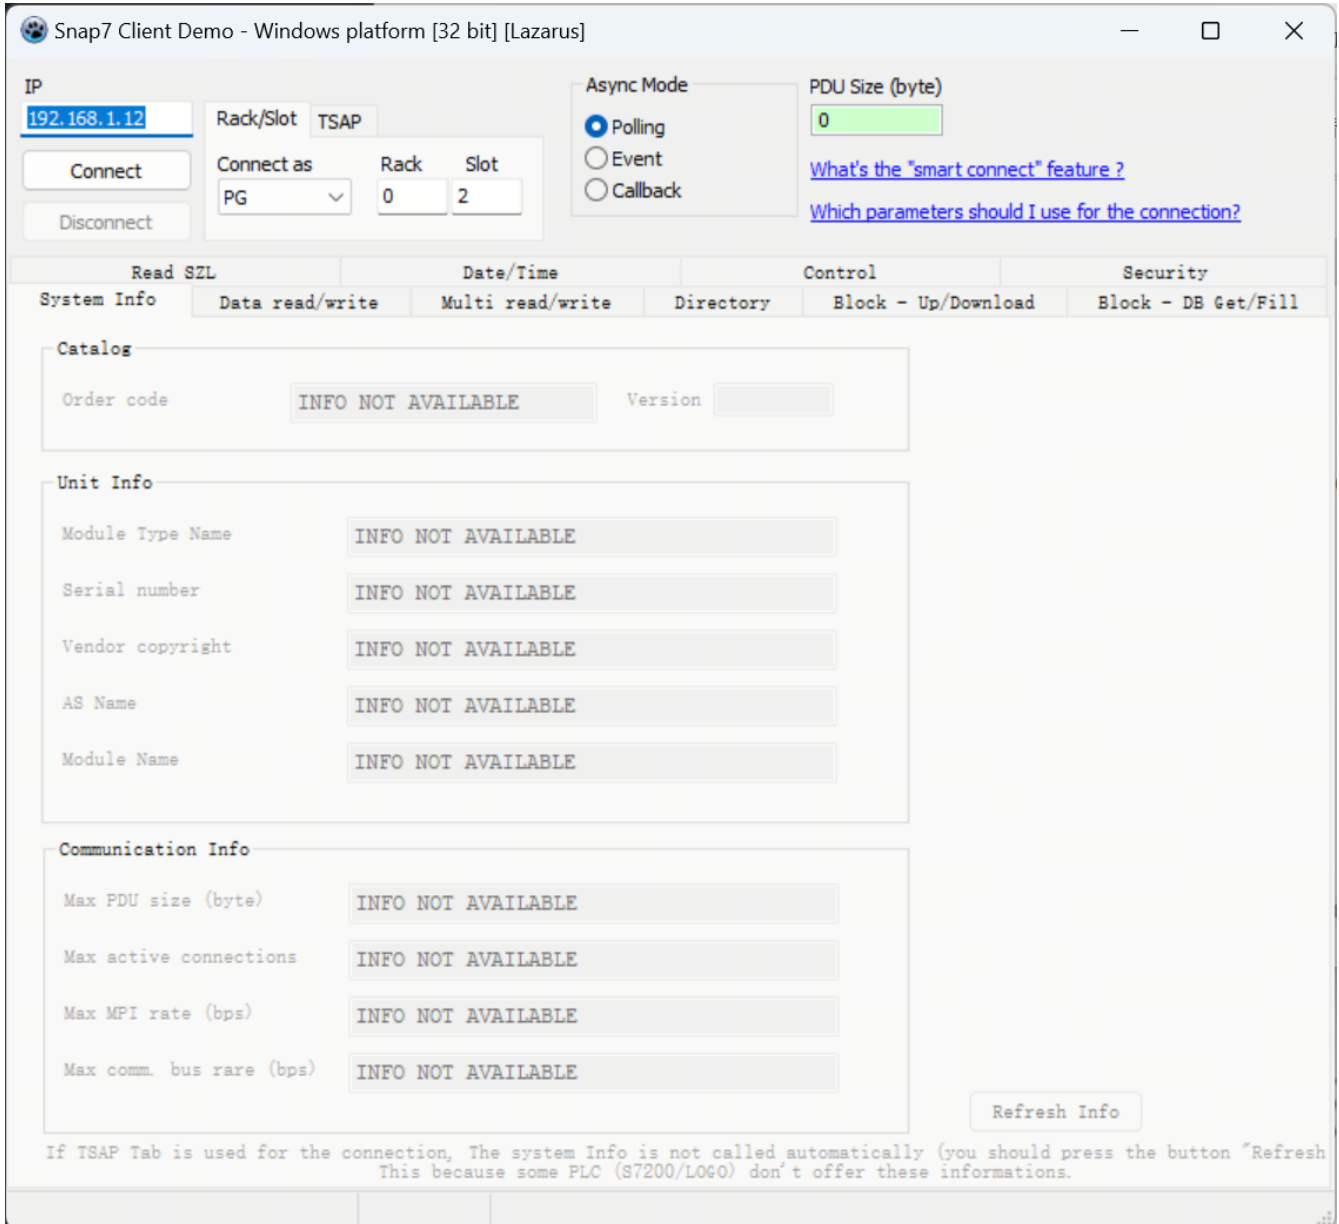 Snap7 Client Demo - Windows platform [32 bit] [Lazarus]
IP
192.168.1.12
Connect
Disconnect
Rack/Slot TSAP
Connect as Rack Slot
PG 0 2
Async Mode
Polling
Event
Callback
PDU Size (byte)
0
What's the "smart connect" feature ?
Which parameters should I use for the connection?
Read SZL Date/Time Control Security
System Info Data read/write Multi read/write Directory Block - Up/Download Block - DB Get/Fill
Catalog
Order code INFO NOT AVAILABLE Version
Unit Info
Module Type Name INFO NOT AVAILABLE
Serial number INFO NOT AVAILABLE
Vendor copyright INFO NOT AVAILABLE
AS Name INFO NOT AVAILABLE
Module Name INFO NOT AVAILABLE
Communication Info
Max PDU size (byte) INFO NOT AVAILABLE
Max active connections INFO NOT AVAILABLE
Max MPI rate (bps) INFO NOT AVAILABLE
Max comm. bus rare (bps) INFO NOT AVAILABLE
Refresh Info
If TSAP Tab is used for the connection, The system Info is not called automatically (you should press the button "Refresh
This because some PLC (S7200/LOGO) don't offer these informations.